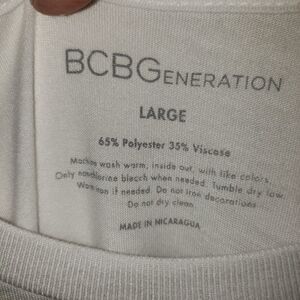 BCBGENERATION
LARGE
65% Polyester 35% Viscose
Machine wash warm, inside out, with like colors.
Only nonchlorine bleach when needed. Tumble dry low.
Warm iron if needed. Do not iron decorations.
Do not dry clean.
MADE IN NICARAGUA